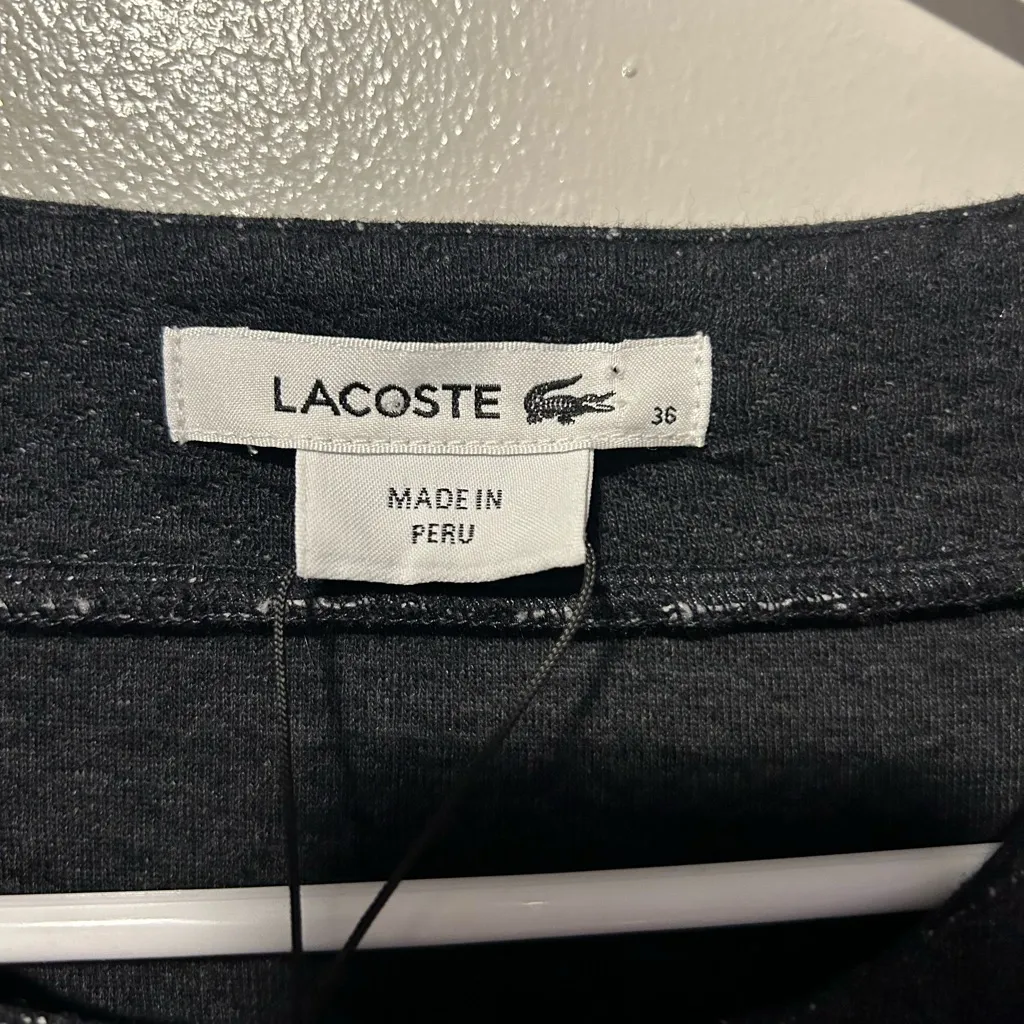 LACOSTE 36
MADE IN
PERU